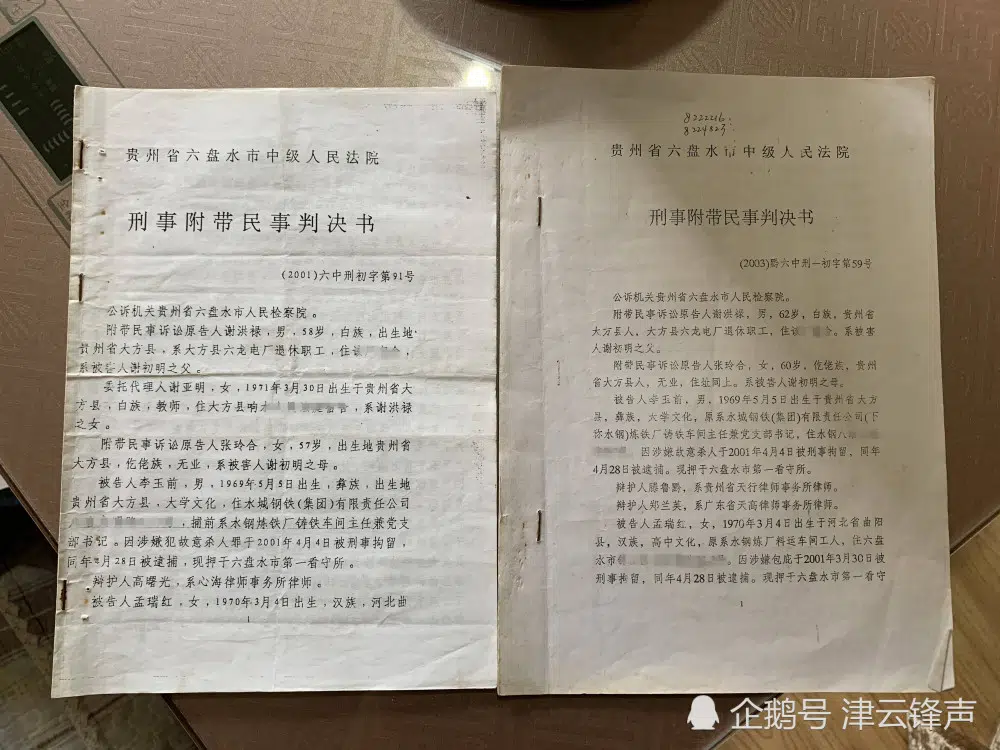 贵州省六盘水市中级人民法院
刑事附带民事判决书
(2001)六中刑初字第91号
公诉机关贵州省六盘水市人民检察院。
附带民事诉讼原告人谢洪禄，男，58岁，白族，出生地
贵州省大方县，系大方县六龙电厂退休职工，住
系被害人谢初明之父。
委托代理人谢亚明，女，1971年3月30日出生于贵州省大
方县，白族，教师，住大方县响水，系谢洪禄
之女。
附带民事诉讼原告人张玲合，女，57岁，出生地贵州省
大方县，仡佬族，无业，系被害人谢初明之母。
被告人李玉前，男，1969年5月5日出生，彝族，出生地
贵州省大方县，大学文化，住水城钢铁(集团)有限责任公司
，捕前系水钢炼铁厂铸铁车间主任兼党支
部书记。因涉嫌犯故意杀人罪于2001年4月4日被刑事拘留，
同年4月28日被逮捕，现押于六盘水市第一看守所。
辩护人高曙光，系心海律师事务所律师。
被告人孟瑞红，女，1970年3月4日出生，汉族，河北曲
1
8222216
8224823
贵州省六盘水市中级人民法院
刑事附带民事判决书
(2003)黔六中刑一初字第59号
公诉机关贵州省六盘水市人民检察院。
附带民事诉讼原告人谢洪禄，男，62岁，白族，贵州省
大方县人，大方县六龙电厂退休职工，住。系被害
人谢初明之父。
附带民事诉讼原告人张玲合，女，60岁，仡佬族，贵州
省大方县人，无业，住址同上。系被害人谢初明之母。
被告人李玉前，男，1969年5月5日出生于贵州省大方
县，彝族，大学文化，原系水城钢铁(集团)有限责任公司(下
称水钢)炼铁厂铸铁车间主任兼党支部书记，住水钢八
。因涉嫌故意杀人于2001年4月4日被刑事拘留，同年
4月28日被逮捕。现押于六盘水市第一看守所。
辩护人滕鲁黔，系贵州省天行律师事务所律师。
辩护人郑兰英，系广东省天高律师事务所律师。
被告人孟瑞红，女，1970年3月4日出生于河北省曲阳
县，汉族，高中文化，原系水钢炼厂料运车间工人，住六盘
水市。因涉嫌包庇于2001年3月30日被
刑事拘留，同年4月28日被逮捕。现押于六盘水市第一看守
1
企鹅号 津云锋声